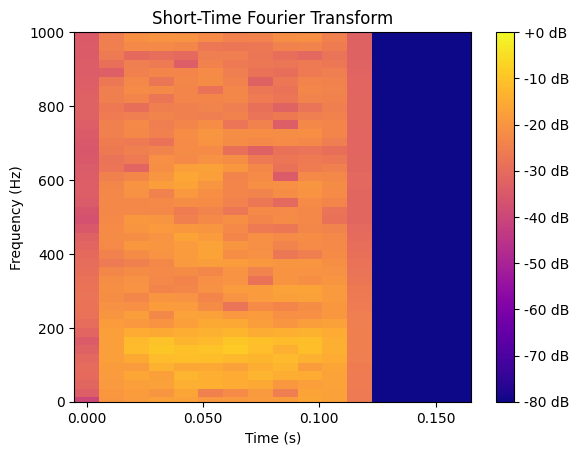 Short-Time Fourier Transform
1000
800
600
400
200
0
Frequency (Hz)
0.000
0.050
0.100
0.150
Time (s)
+0 dB
-10 dB
-20 dB
-30 dB
-40 dB
-50 dB
-60 dB
-70 dB
-80 dB